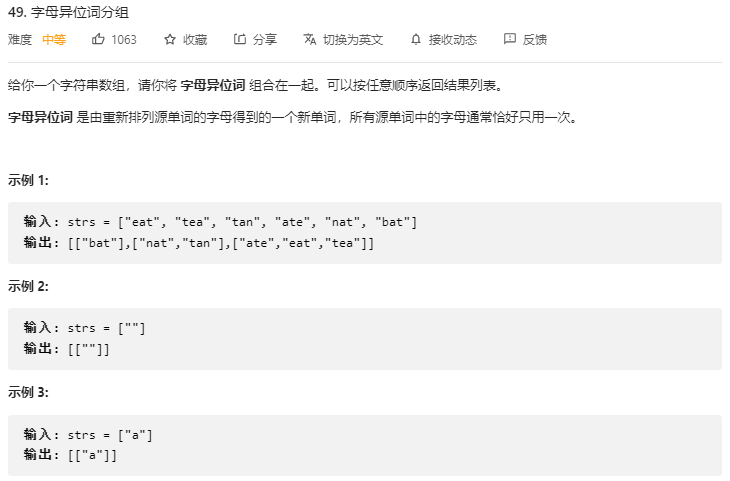 49. 字母异位词分组
难度 中等 1063 收藏 分享 切换为英文 接收动态 反馈
给你一个字符串数组，请你将 字母异位词 组合在一起。可以按任意顺序返回结果列表。
字母异位词 是由重新排列源单词的字母得到的一个新单词，所有源单词中的字母通常恰好只用一次。
示例 1:
输入: strs = ["eat", "tea", "tan", "ate", "nat", "bat"]
输出: [["bat"],["nat","tan"],["ate","eat","tea"]]
示例 2:
输入: strs = [""]
输出: [[""]]
示例 3:
输入: strs = ["a"]
输出: [["a"]]